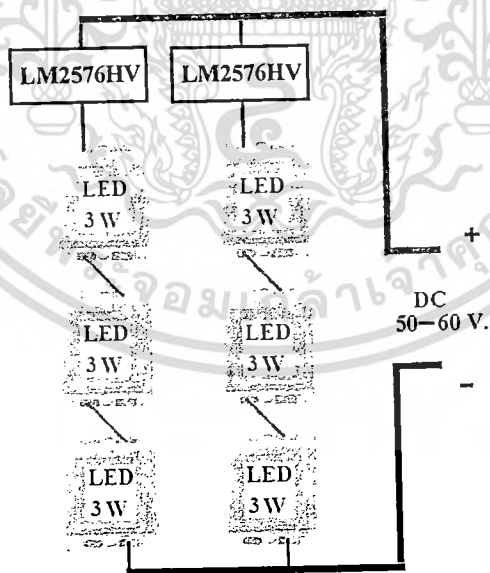 LM2576HV LM2576HV
LED LED
3 W 3 W
+
DC
50–60 V.
LED LED
3 W 3 W
–
LED LED
3 W 3 W